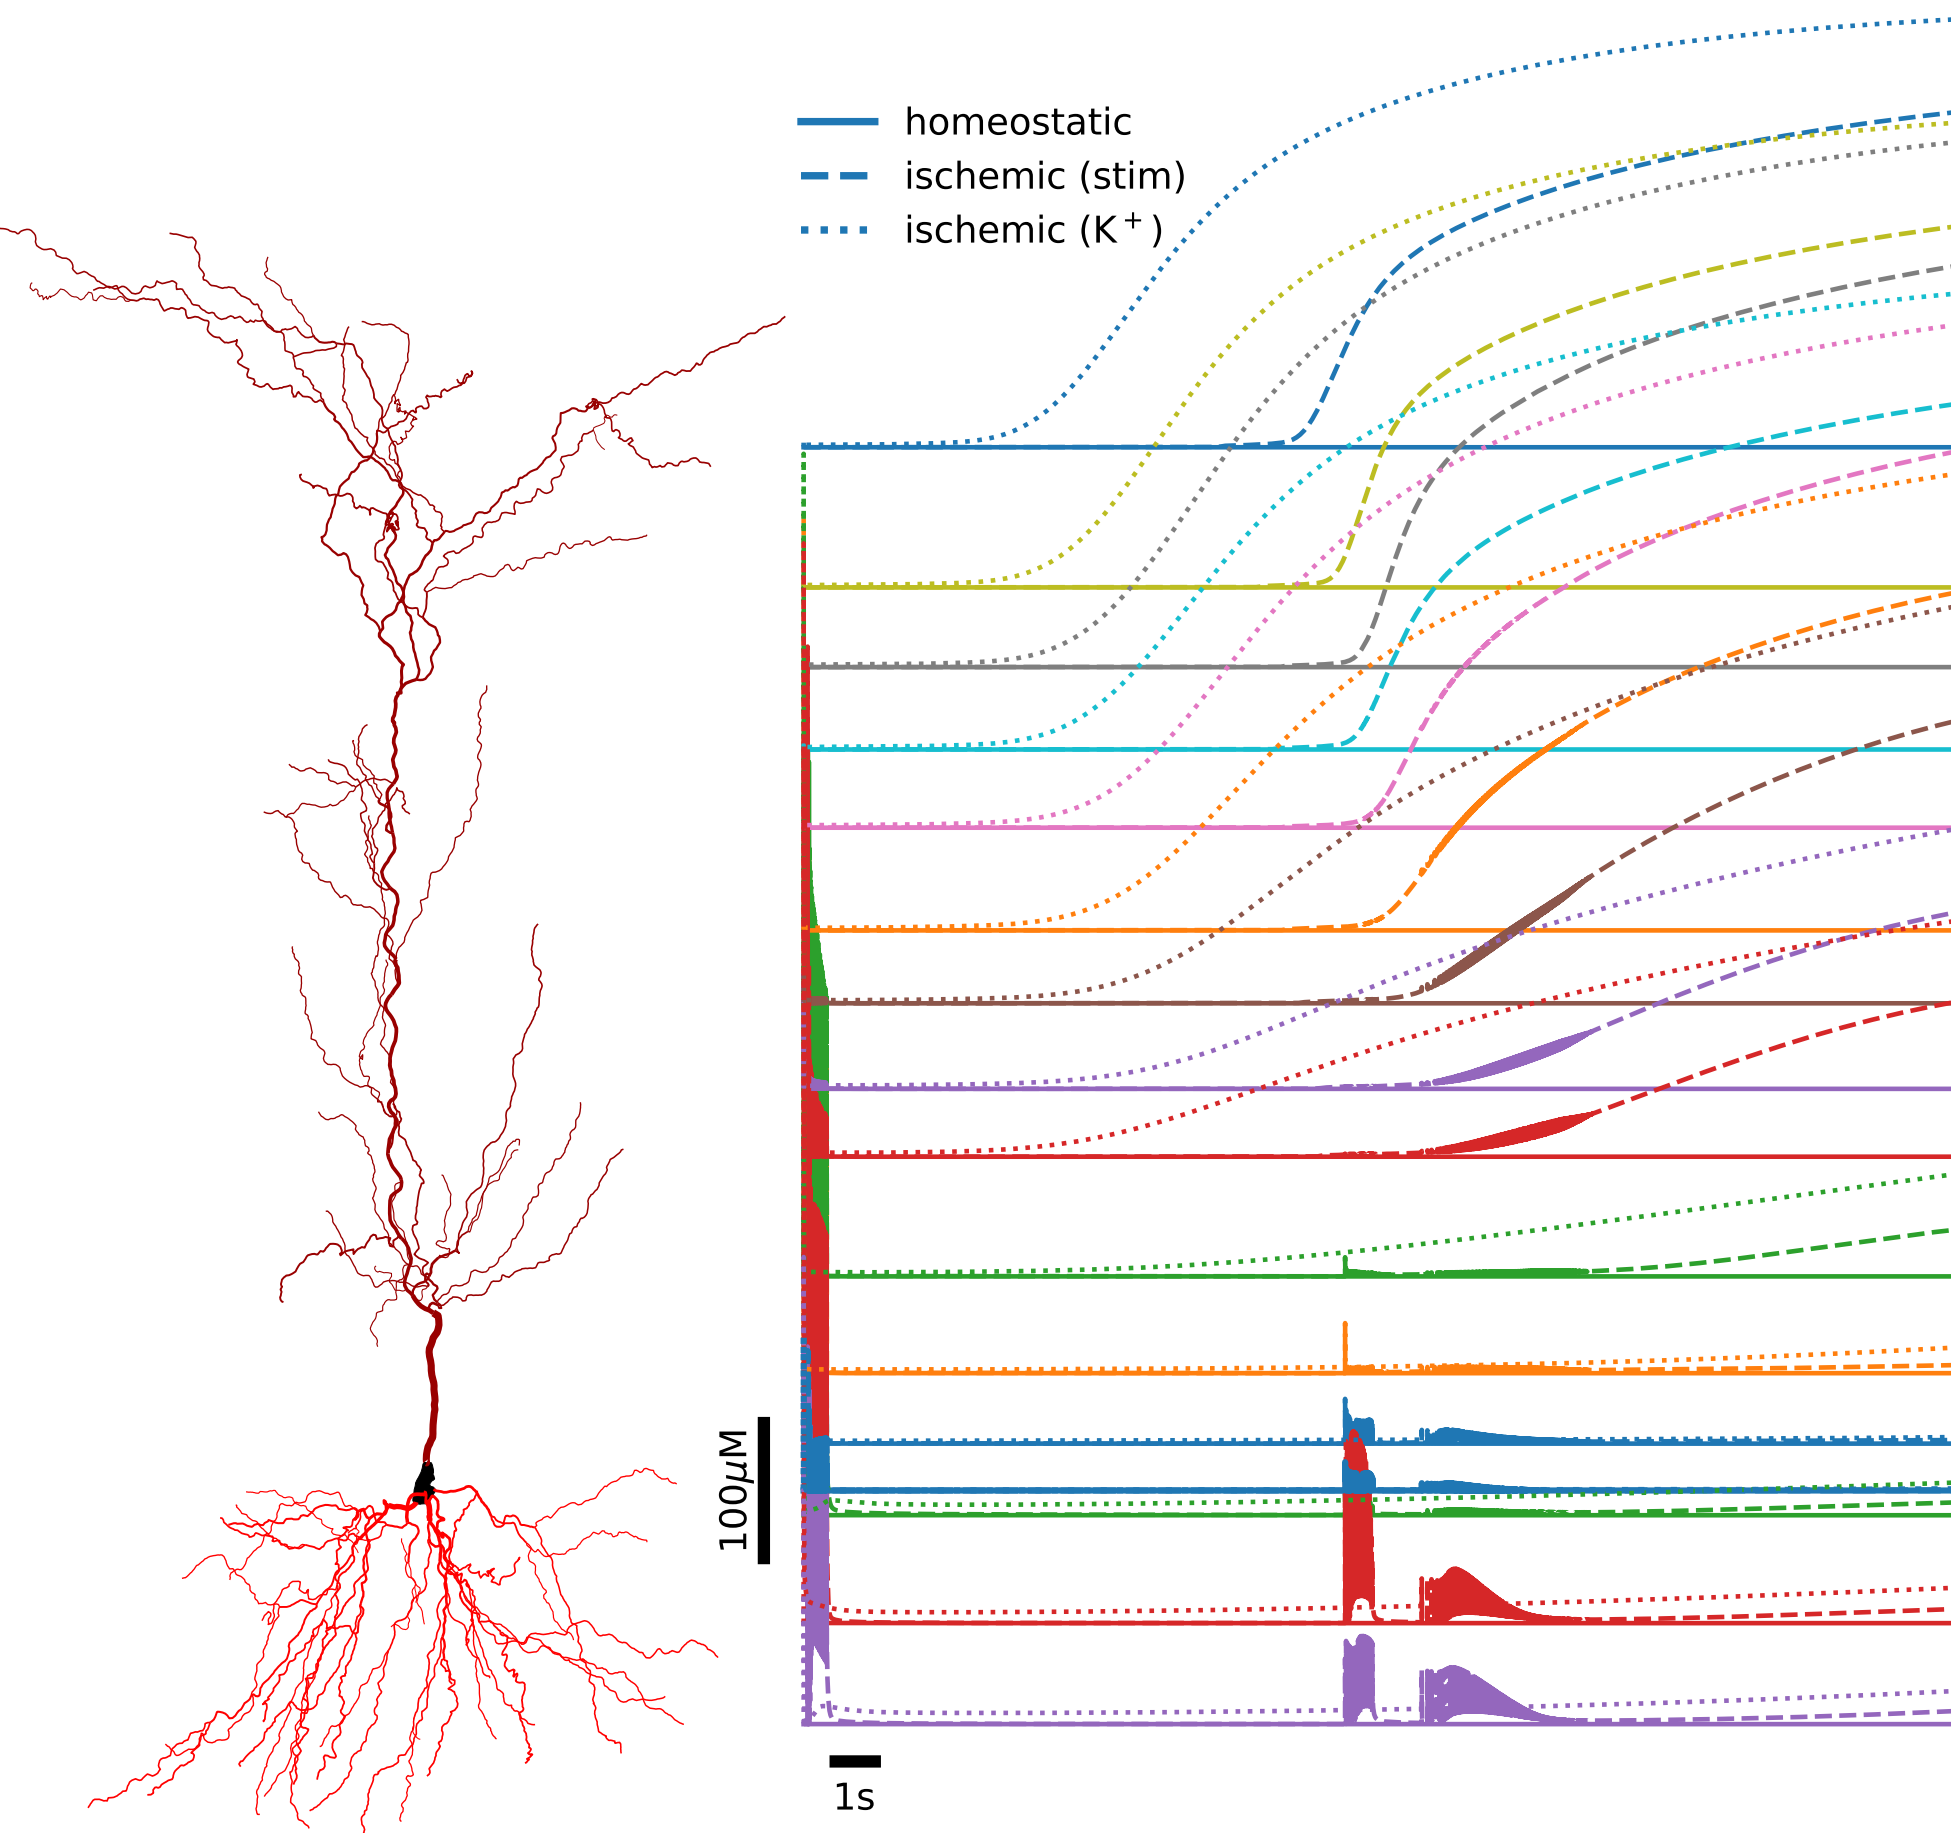 homeostatic
ischemic (stim)
ischemic (K⁺)
100μM
1s